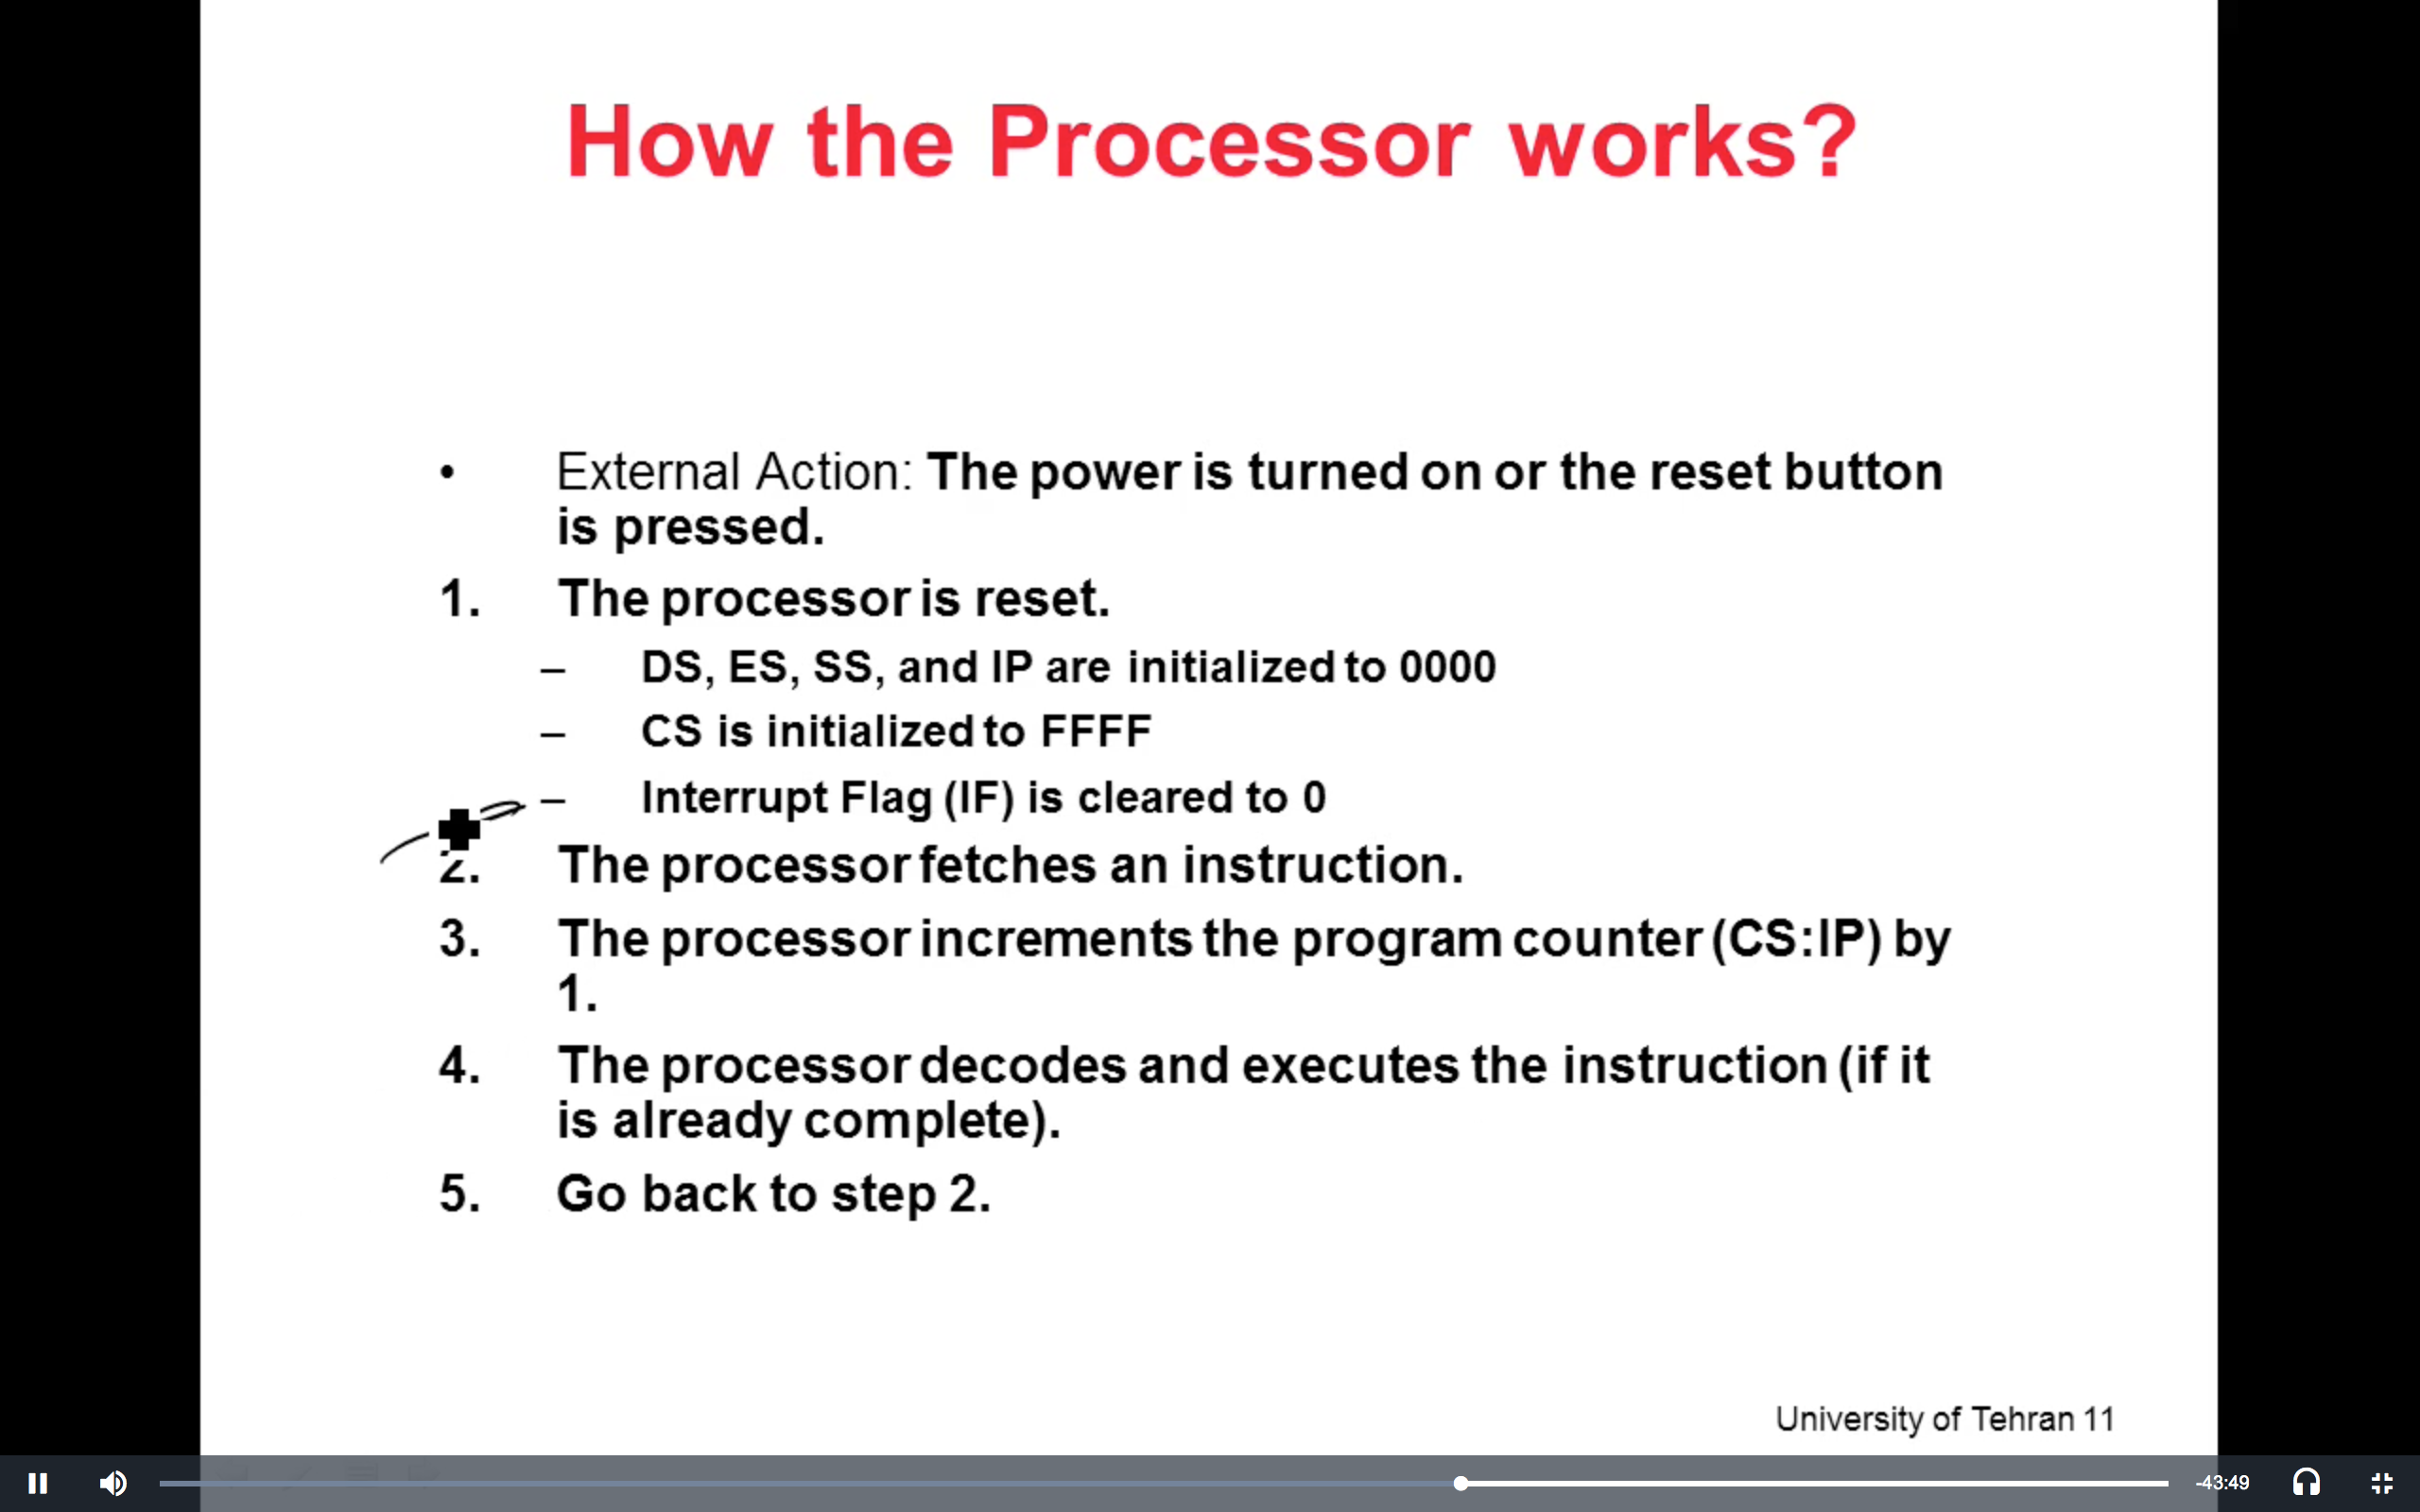 How the Processor works?
• External Action: The power is turned on or the reset button
is pressed.
1. The processor is reset.
– DS, ES, SS, and IP are initialized to 0000
– CS is initialized to FFFF
– Interrupt Flag (IF) is cleared to 0
2. The processor fetches an instruction.
3. The processor increments the program counter (CS:IP) by
1.
4. The processor decodes and executes the instruction (if it
is already complete).
5. Go back to step 2.
University of Tehran 11
-43:49